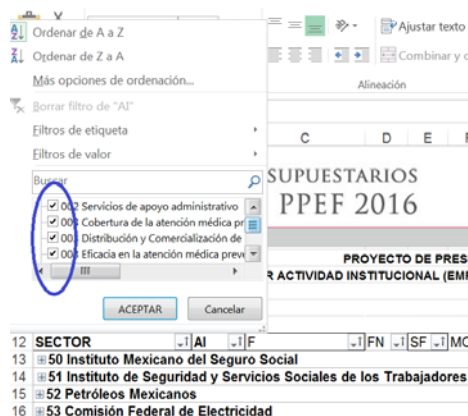 Ordenar de A a Z
Ordenar de Z a A
Más opciones de ordenación...
Borrar filtro de "AI"
Filtros de etiqueta
Filtros de valor
Buscar
002 Servicios de apoyo administrativo
Cobertura de la atención médica pr
Distribución y Comercialización de
Eficacia en la atención médica preve
ACEPTAR Cancelar
Ajustar texto
Combinar y c
Alineación
C D E F
SUPUESTARIOS
PPEF 2016
PROYECTO DE PRES
R ACTIVIDAD INSTITUCIONAL (EMF
12 SECTOR AI F FN SF MO
13 50 Instituto Mexicano del Seguro Social
14 51 Instituto de Seguridad y Servicios Sociales de los Trabajadores
15 52 Petróleos Mexicanos
16 53 Comisión Federal de Electricidad